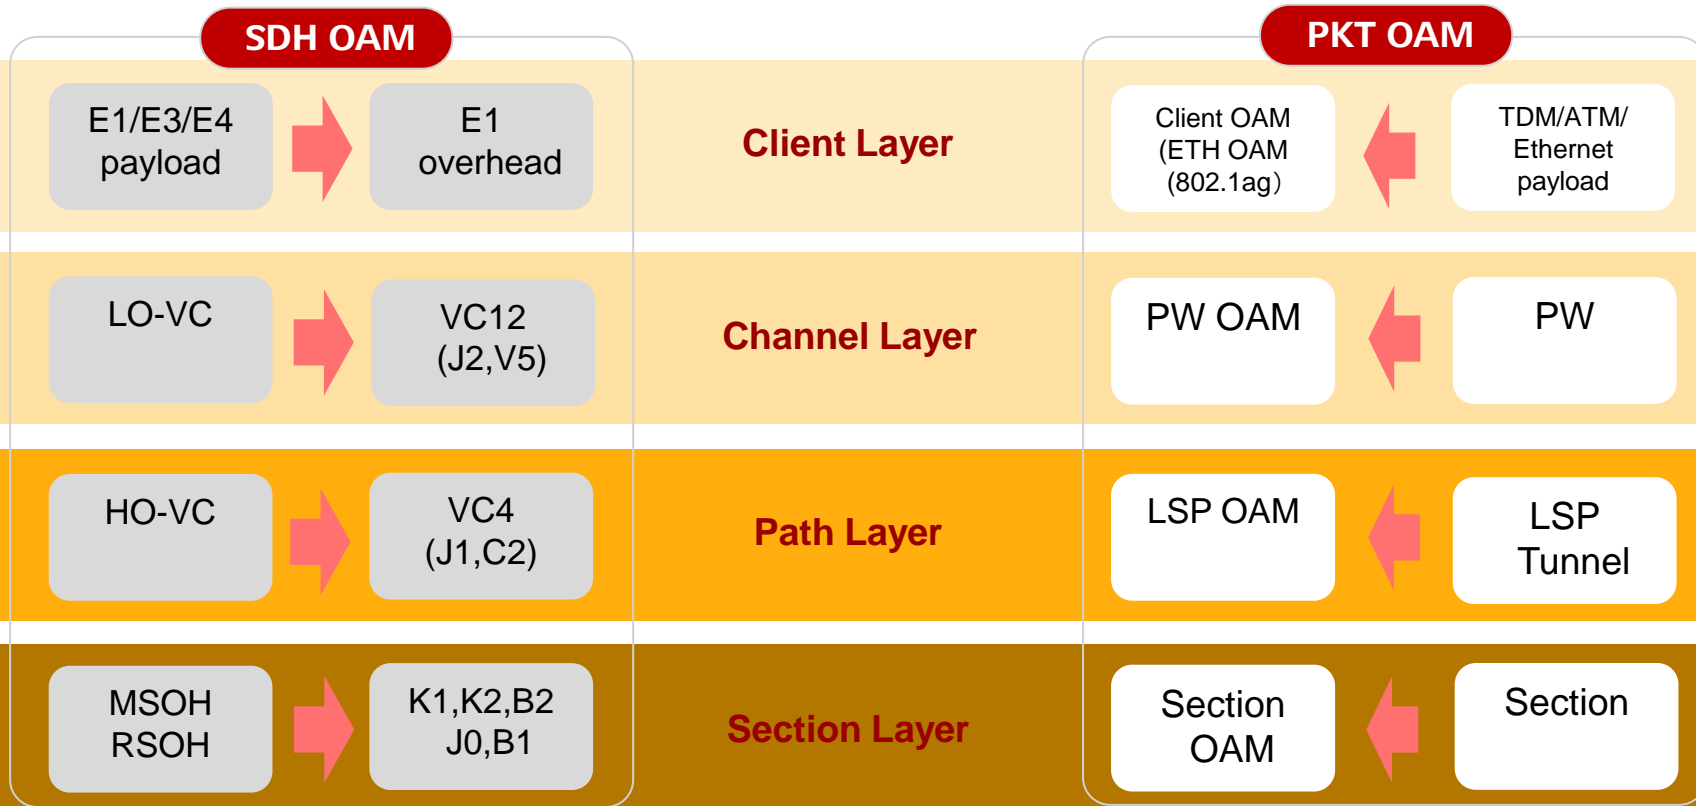 SDH OAM
PKT OAM
E1/E3/E4
payload
E1
overhead
Client Layer
Client OAM
(ETH OAM
(802.1ag）
TDM/ATM/
Ethernet
payload
LO-VC
VC12
(J2,V5)
Channel Layer
PW OAM
PW
HO-VC
VC4
(J1,C2)
Path Layer
LSP OAM
LSP
Tunnel
MSOH
RSOH
K1,K2,B2
J0,B1
Section Layer
Section
OAM
Section